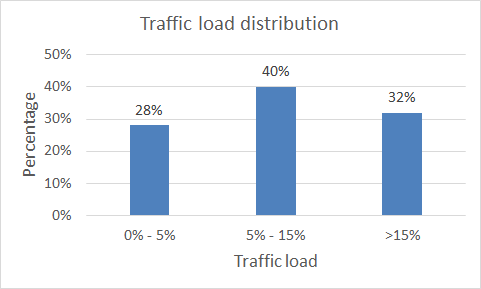 Traffic load distribution
50%
40%
30%
20%
10%
0%
Percentage
28%
40%
32%
0% - 5%
5% - 15%
>15%
Traffic load